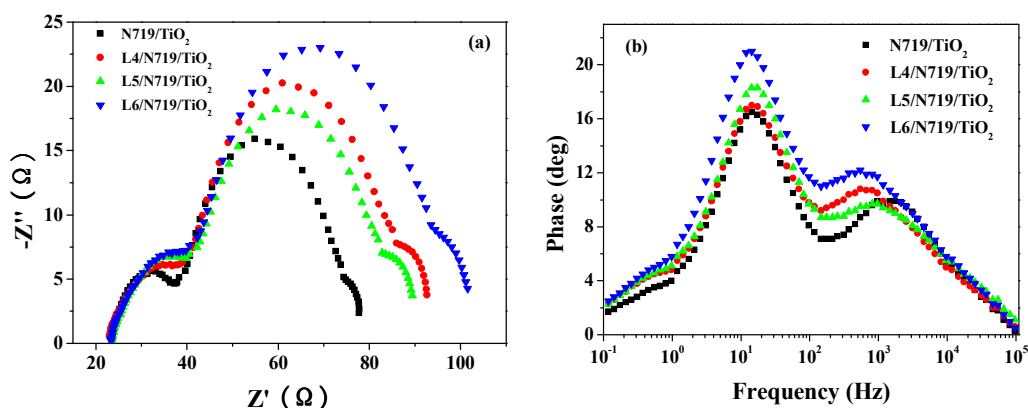 (a)
N719/TiO₂
L4/N719/TiO₂
L5/N719/TiO₂
L6/N719/TiO₂
-Z'' (Ω)
25
20
15
10
5
0
20 40 60 80 100
Z' (Ω)
(b)
N719/TiO₂
L4/N719/TiO₂
L5/N719/TiO₂
L6/N719/TiO₂
Phase (deg)
20
16
12
8
4
0
10⁻¹ 10⁰ 10¹ 10² 10³ 10⁴ 10⁵
Frequency (Hz)